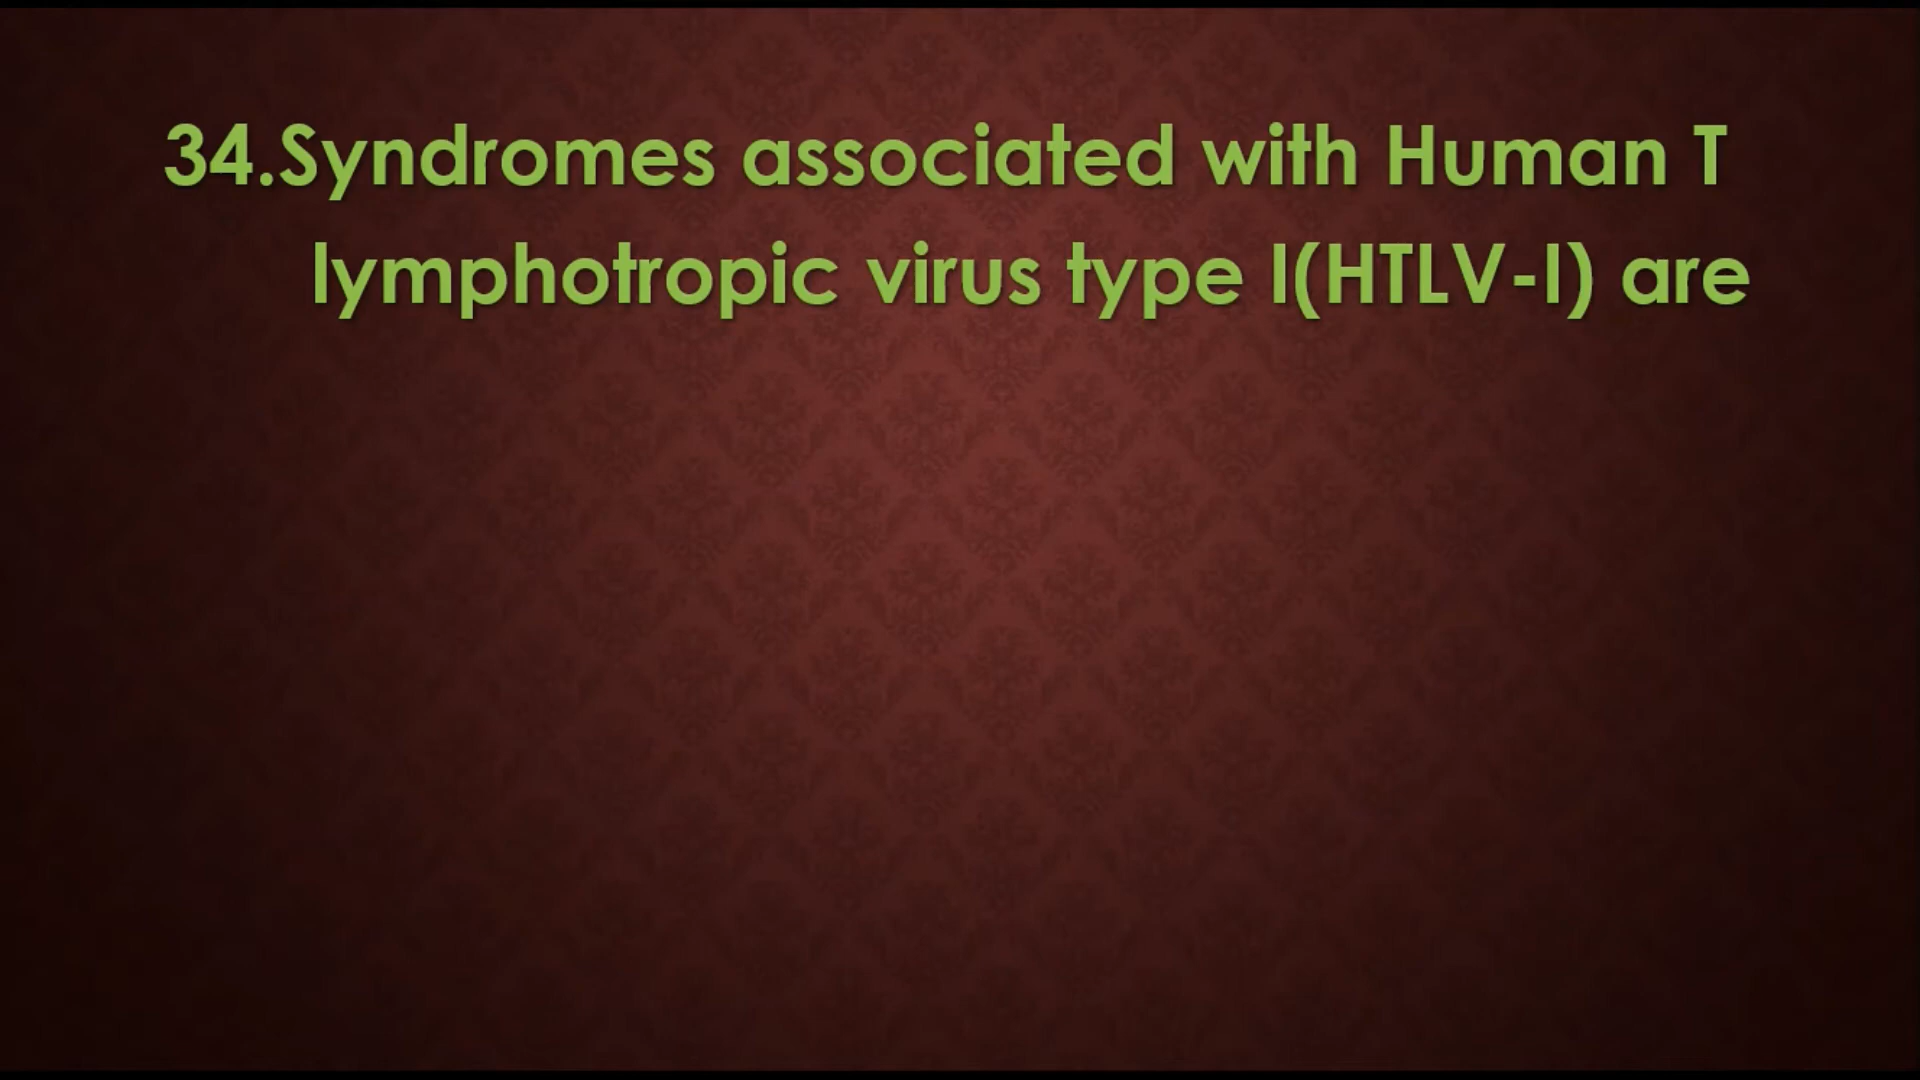 34.Syndromes associated with Human T
lymphotropic virus type I(HTLV-I) are